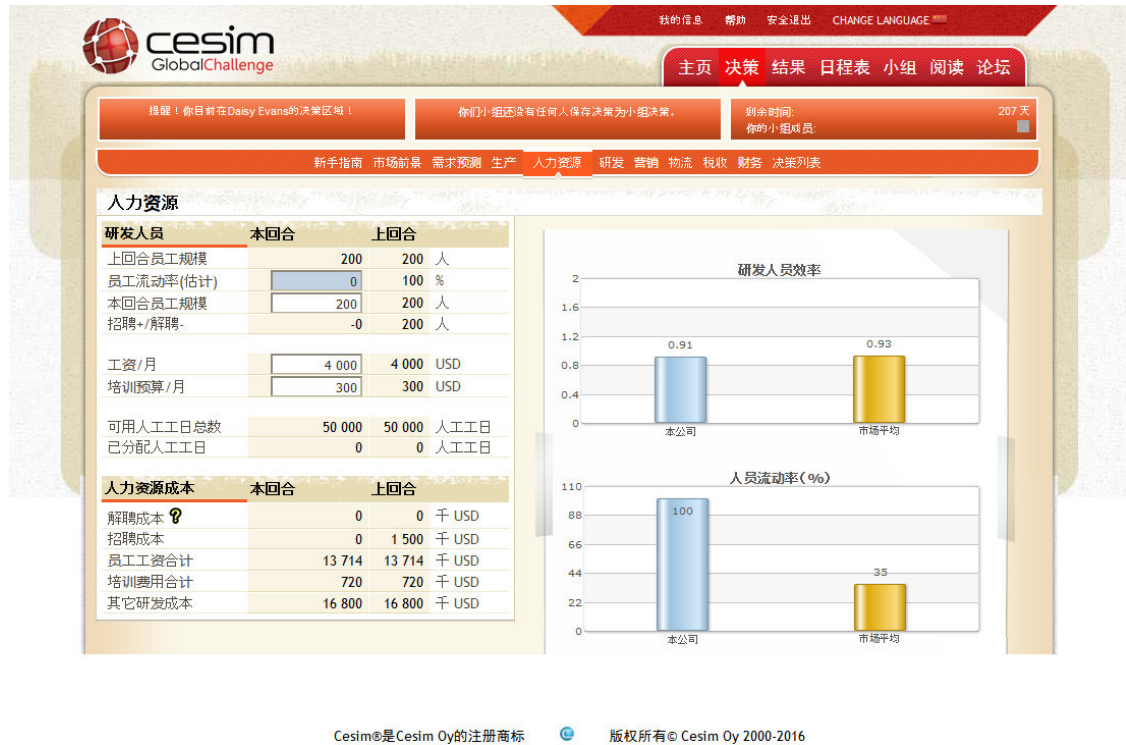 我的信息 帮助 安全退出 CHANGE LANGUAGE
cesim
GlobalChallenge
主页 决策 结果 日程表 小组 阅读 论坛
提醒！你目前在Daisy Evans的决策区域！
你们小组还没有任何人保存决策为小组决策。
剩余时间: 207 天
你的小组成员:
新手指南 市场前景 需求预测 生产 人力资源 研发 营销 物流 税收 财务 决策列表
人力资源
研发人员 本回合 上回合
上回合员工规模 200 200 人
员工流动率(估计) 0 100 %
本回合员工规模 200 200 人
招聘+/解聘- -0 200 人
工资/月 4 000 4 000 USD
培训预算/月 300 300 USD
可用人工工日总数 50 000 50 000 人工工日
已分配人工工日 0 0 人工工日
人力资源成本 本回合 上回合
解聘成本 ? 0 0 千 USD
招聘成本 0 1 500 千 USD
员工工资合计 13 714 13 714 千 USD
培训费用合计 720 720 千 USD
其它研发成本 16 800 16 800 千 USD
研发人员效率
2
1.6
1.2
0.8
0.4
0
0.91 0.93
本公司 市场平均
人员流动率(%)
110
88
66
44
22
0
100 35
本公司 市场平均
Cesim®是Cesim Oy的注册商标 版权所有© Cesim Oy 2000-2016